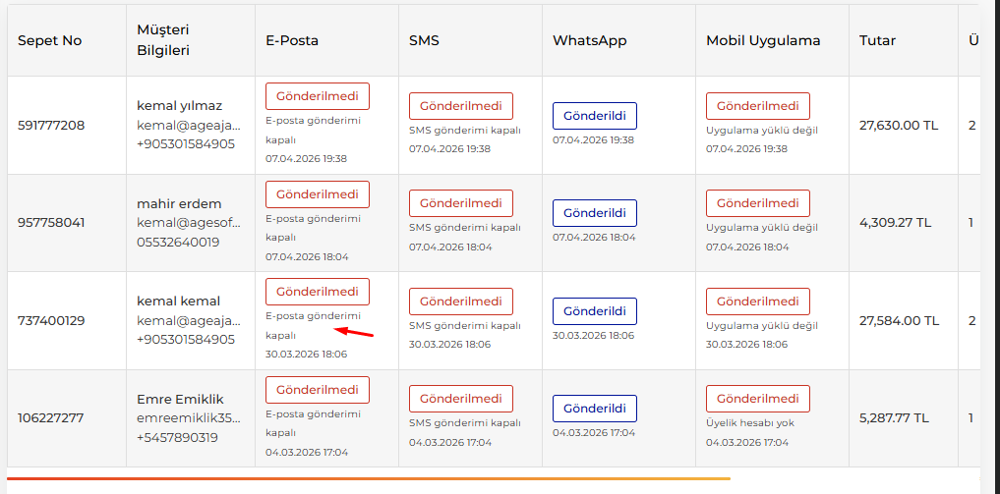 Sepet No
Müşteri
Bilgileri
E-Posta
SMS
WhatsApp
Mobil Uygulama
Tutar
Ü
591777208
kemal yılmaz
kemal@ageaja...
+905301584905
Gönderilmedi
E-posta gönderimi
kapalı
07.04.2026 19:38
Gönderilmedi
SMS gönderimi kapalı
07.04.2026 19:38
Gönderildi
07.04.2026 19:38
Gönderilmedi
Uygulama yüklü değil
07.04.2026 19:38
27,630.00 TL
2
957758041
mahir erdem
kemal@agesof...
05532640019
Gönderilmedi
E-posta gönderimi
kapalı
07.04.2026 18:04
Gönderilmedi
SMS gönderimi kapalı
07.04.2026 18:04
Gönderildi
07.04.2026 18:04
Gönderilmedi
Uygulama yüklü değil
07.04.2026 18:04
4,309.27 TL
1
737400129
kemal kemal
kemal@ageaja...
+905301584905
Gönderilmedi
E-posta gönderimi
kapalı
30.03.2026 18:06
Gönderilmedi
SMS gönderimi kapalı
30.03.2026 18:06
Gönderildi
30.03.2026 18:06
Gönderilmedi
Uygulama yüklü değil
30.03.2026 18:06
27,584.00 TL
2
106227277
Emre Emiklik
emreemiklik35...
+5457890319
Gönderilmedi
E-posta gönderimi
kapalı
04.03.2026 17:04
Gönderilmedi
SMS gönderimi kapalı
04.03.2026 17:04
Gönderildi
04.03.2026 17:04
Gönderilmedi
Üyelik hesabı yok
04.03.2026 17:04
5,287.77 TL
1